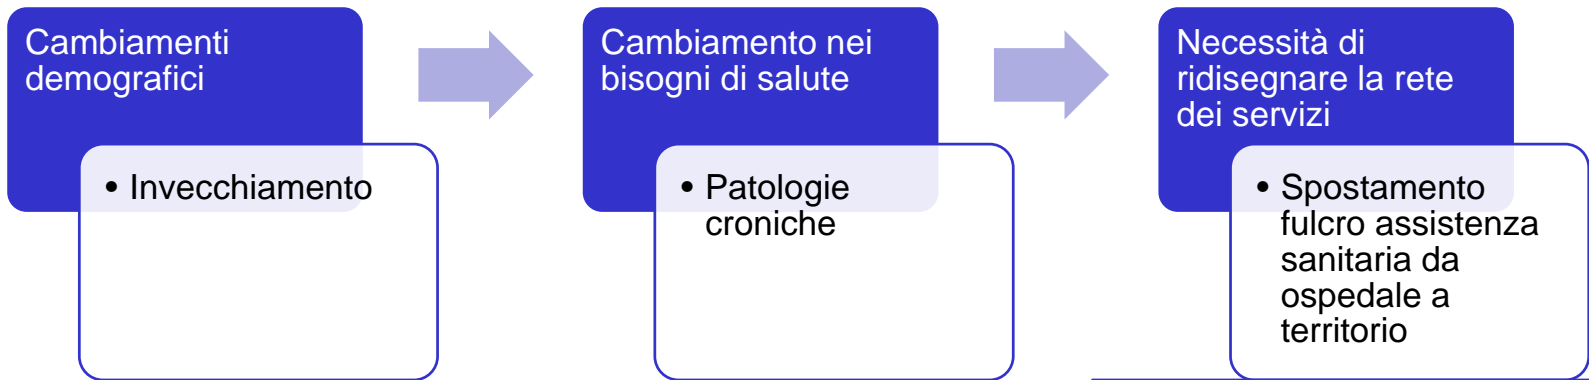 Cambiamenti
demografici
• Invecchiamento
Cambiamento nei
bisogni di salute
• Patologie
croniche
Necessità di
ridisegnare la rete
dei servizi
• Spostamento
fulcro assistenza
sanitaria da
ospedale a
territorio